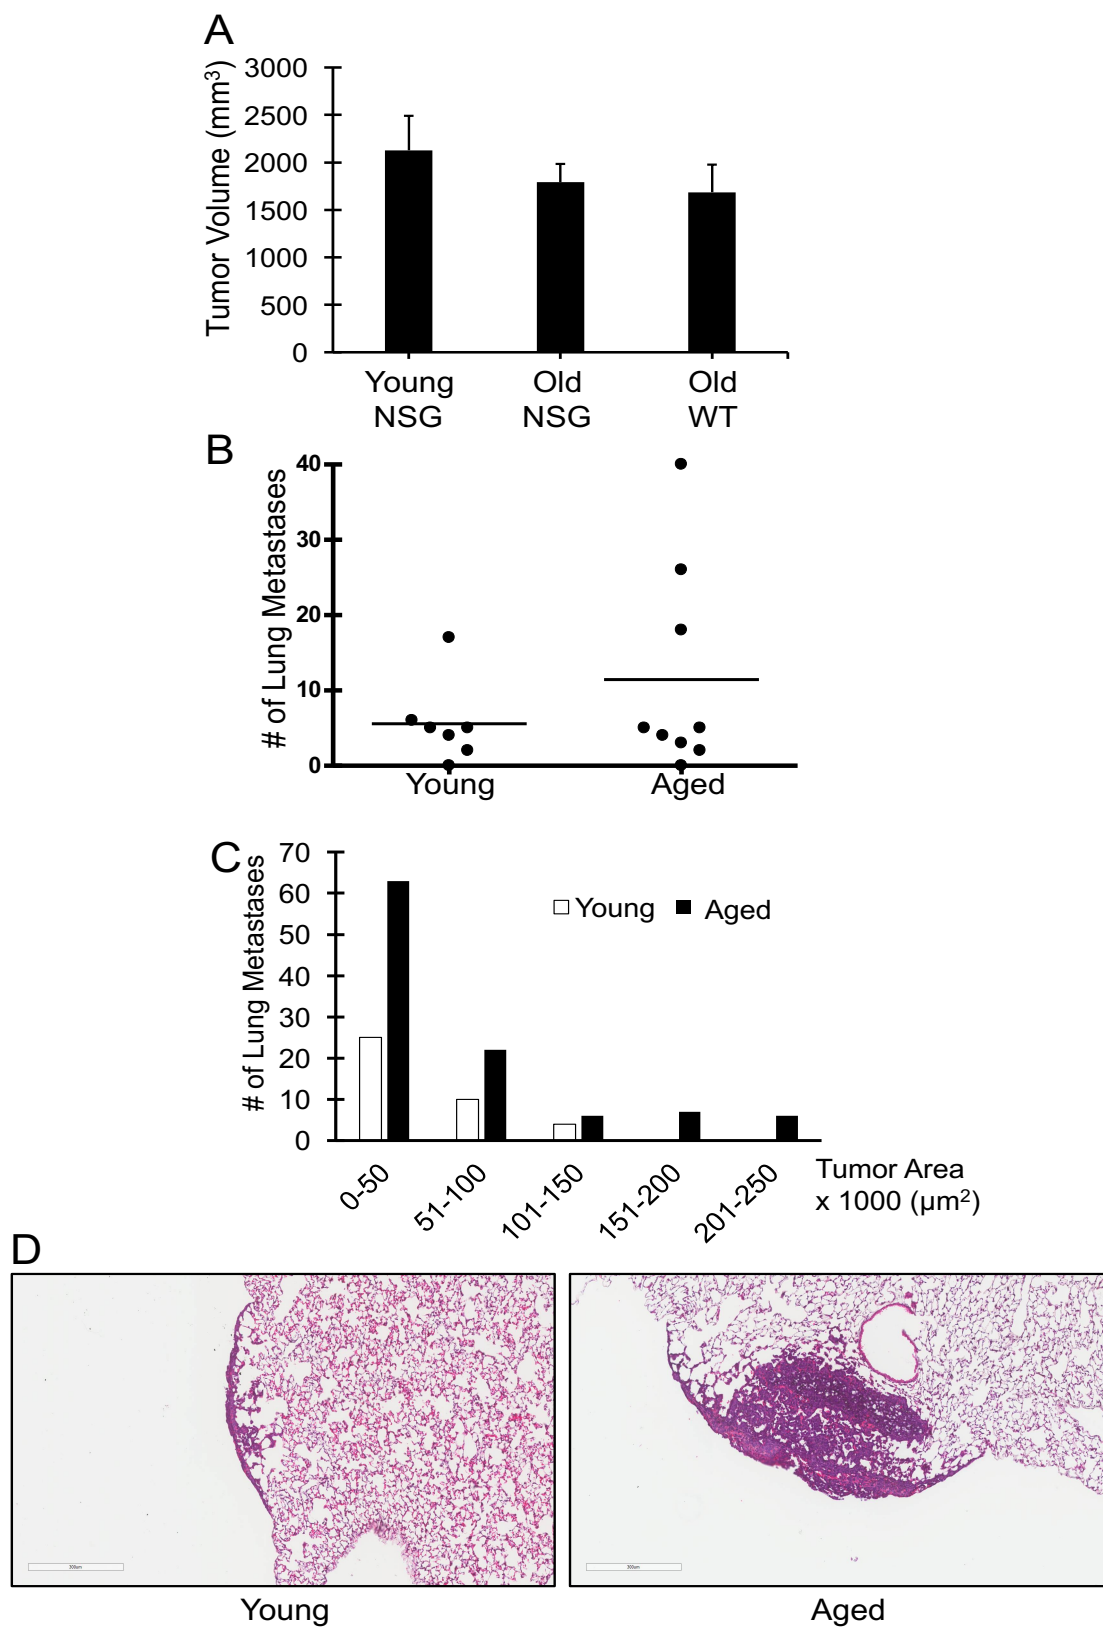 A
Tumor Volume (mm³)
3000
2500
2000
1500
1000
500
0
Young
NSG
Old
NSG
Old
WT
B
# of Lung Metastases
40
30
20
10
0
Young
Aged
C
# of Lung Metastases
70
60
50
40
30
20
10
0
Young
Aged
0-50
51-100
101-150
151-200
201-250
Tumor Area
x 1000 (μm²)
D
300um
300um
Young
Aged